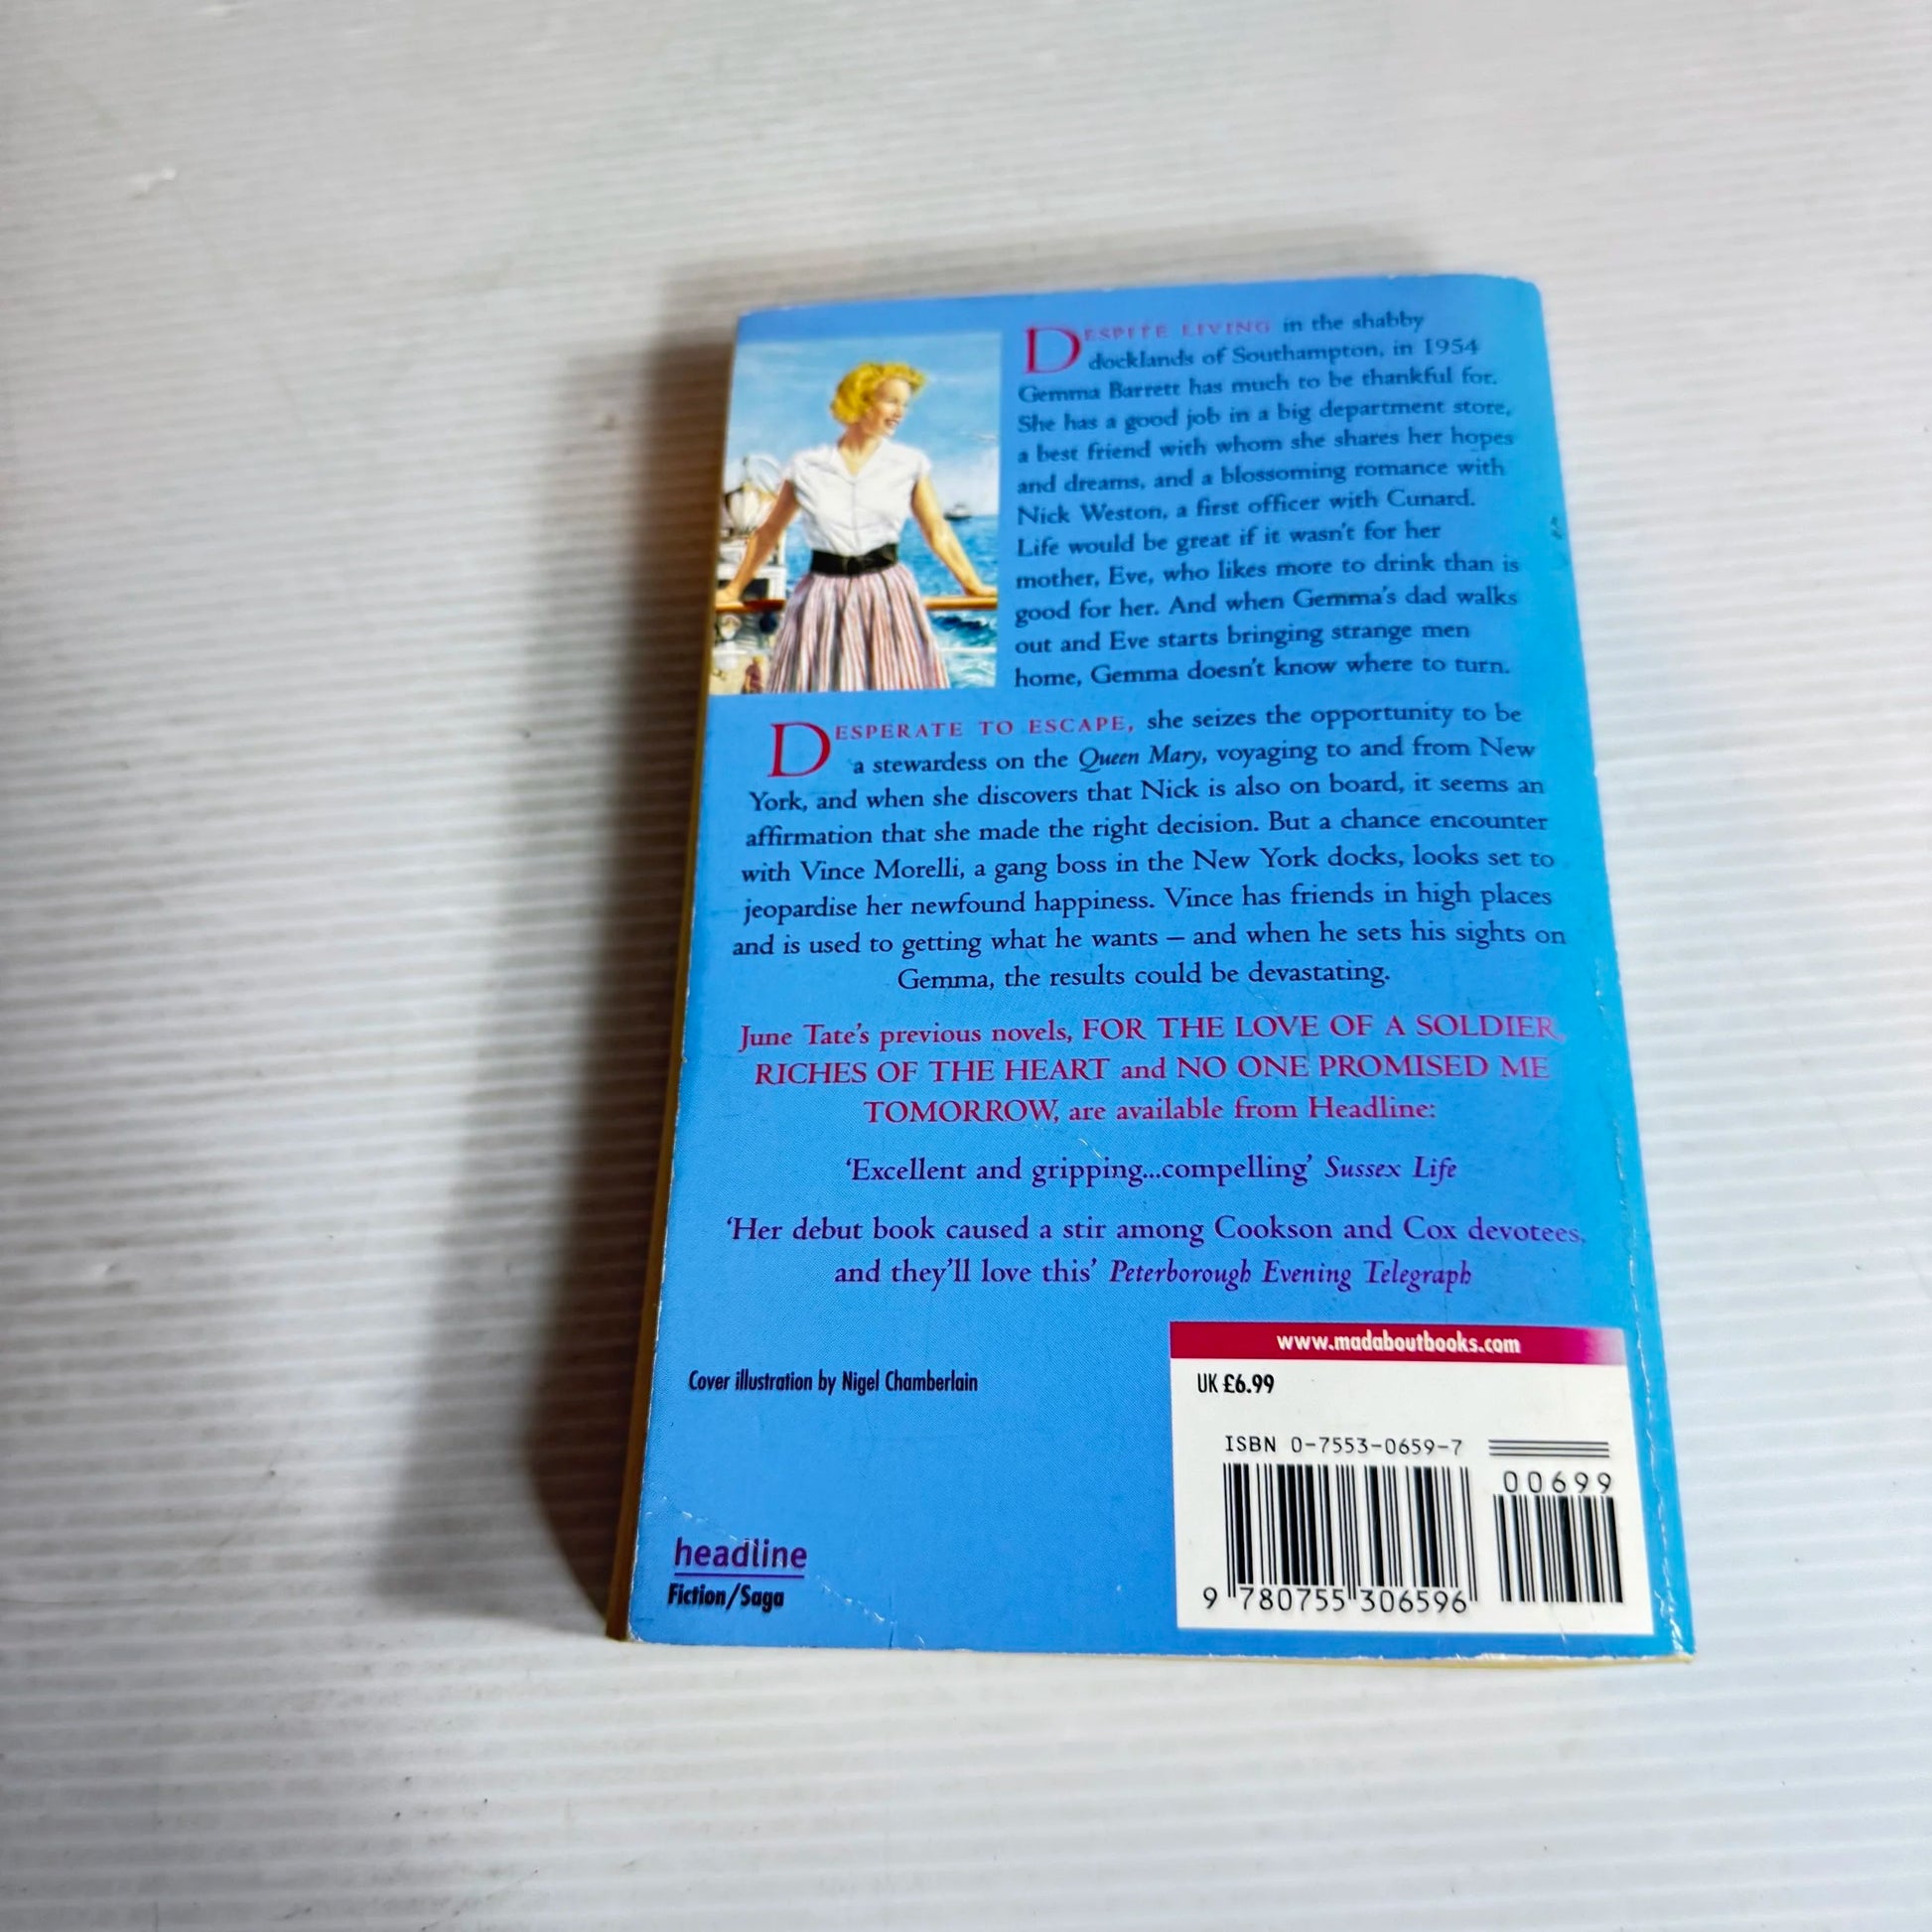 DESPITE LIVING in the shabby
docklands of Southampton, in 1954
Gemma Barrett has much to be thankful for.
She has a good job in a big department store,
a best friend with whom she shares her hopes
and dreams, and a blossoming romance with
Nick Weston, a first officer with Cunard.
Life would be great if it wasn't for her
mother, Eve, who likes more to drink than is
good for her. And when Gemma's dad walks
out and Eve starts bringing strange men
home, Gemma doesn't know where to turn.
DESPERATE TO ESCAPE, she seizes the opportunity to be
a stewardess on the Queen Mary, voyaging to and from New
York, and when she discovers that Nick is also on board, it seems an
affirmation that she made the right decision. But a chance encounter
with Vince Morelli, a gang boss in the New York docks, looks set to
jeopardise her newfound happiness. Vince has friends in high places
and is used to getting what he wants – and when he sets his sights on
Gemma, the results could be devastating.
June Tate's previous novels, FOR THE LOVE OF A SOLDIER,
RICHES OF THE HEART and NO ONE PROMISED ME
TOMORROW, are available from Headline:
'Excellent and gripping...compelling' Sussex Life
'Her debut book caused a stir among Cookson and Cox devotees,
and they'll love this' Peterborough Evening Telegraph
www.madaboutbooks.com
Cover illustration by Nigel Chamberlain
UK £6.99
ISBN 0-7553-0659-7
00699
9 780755 306596
headline
Fiction/Saga